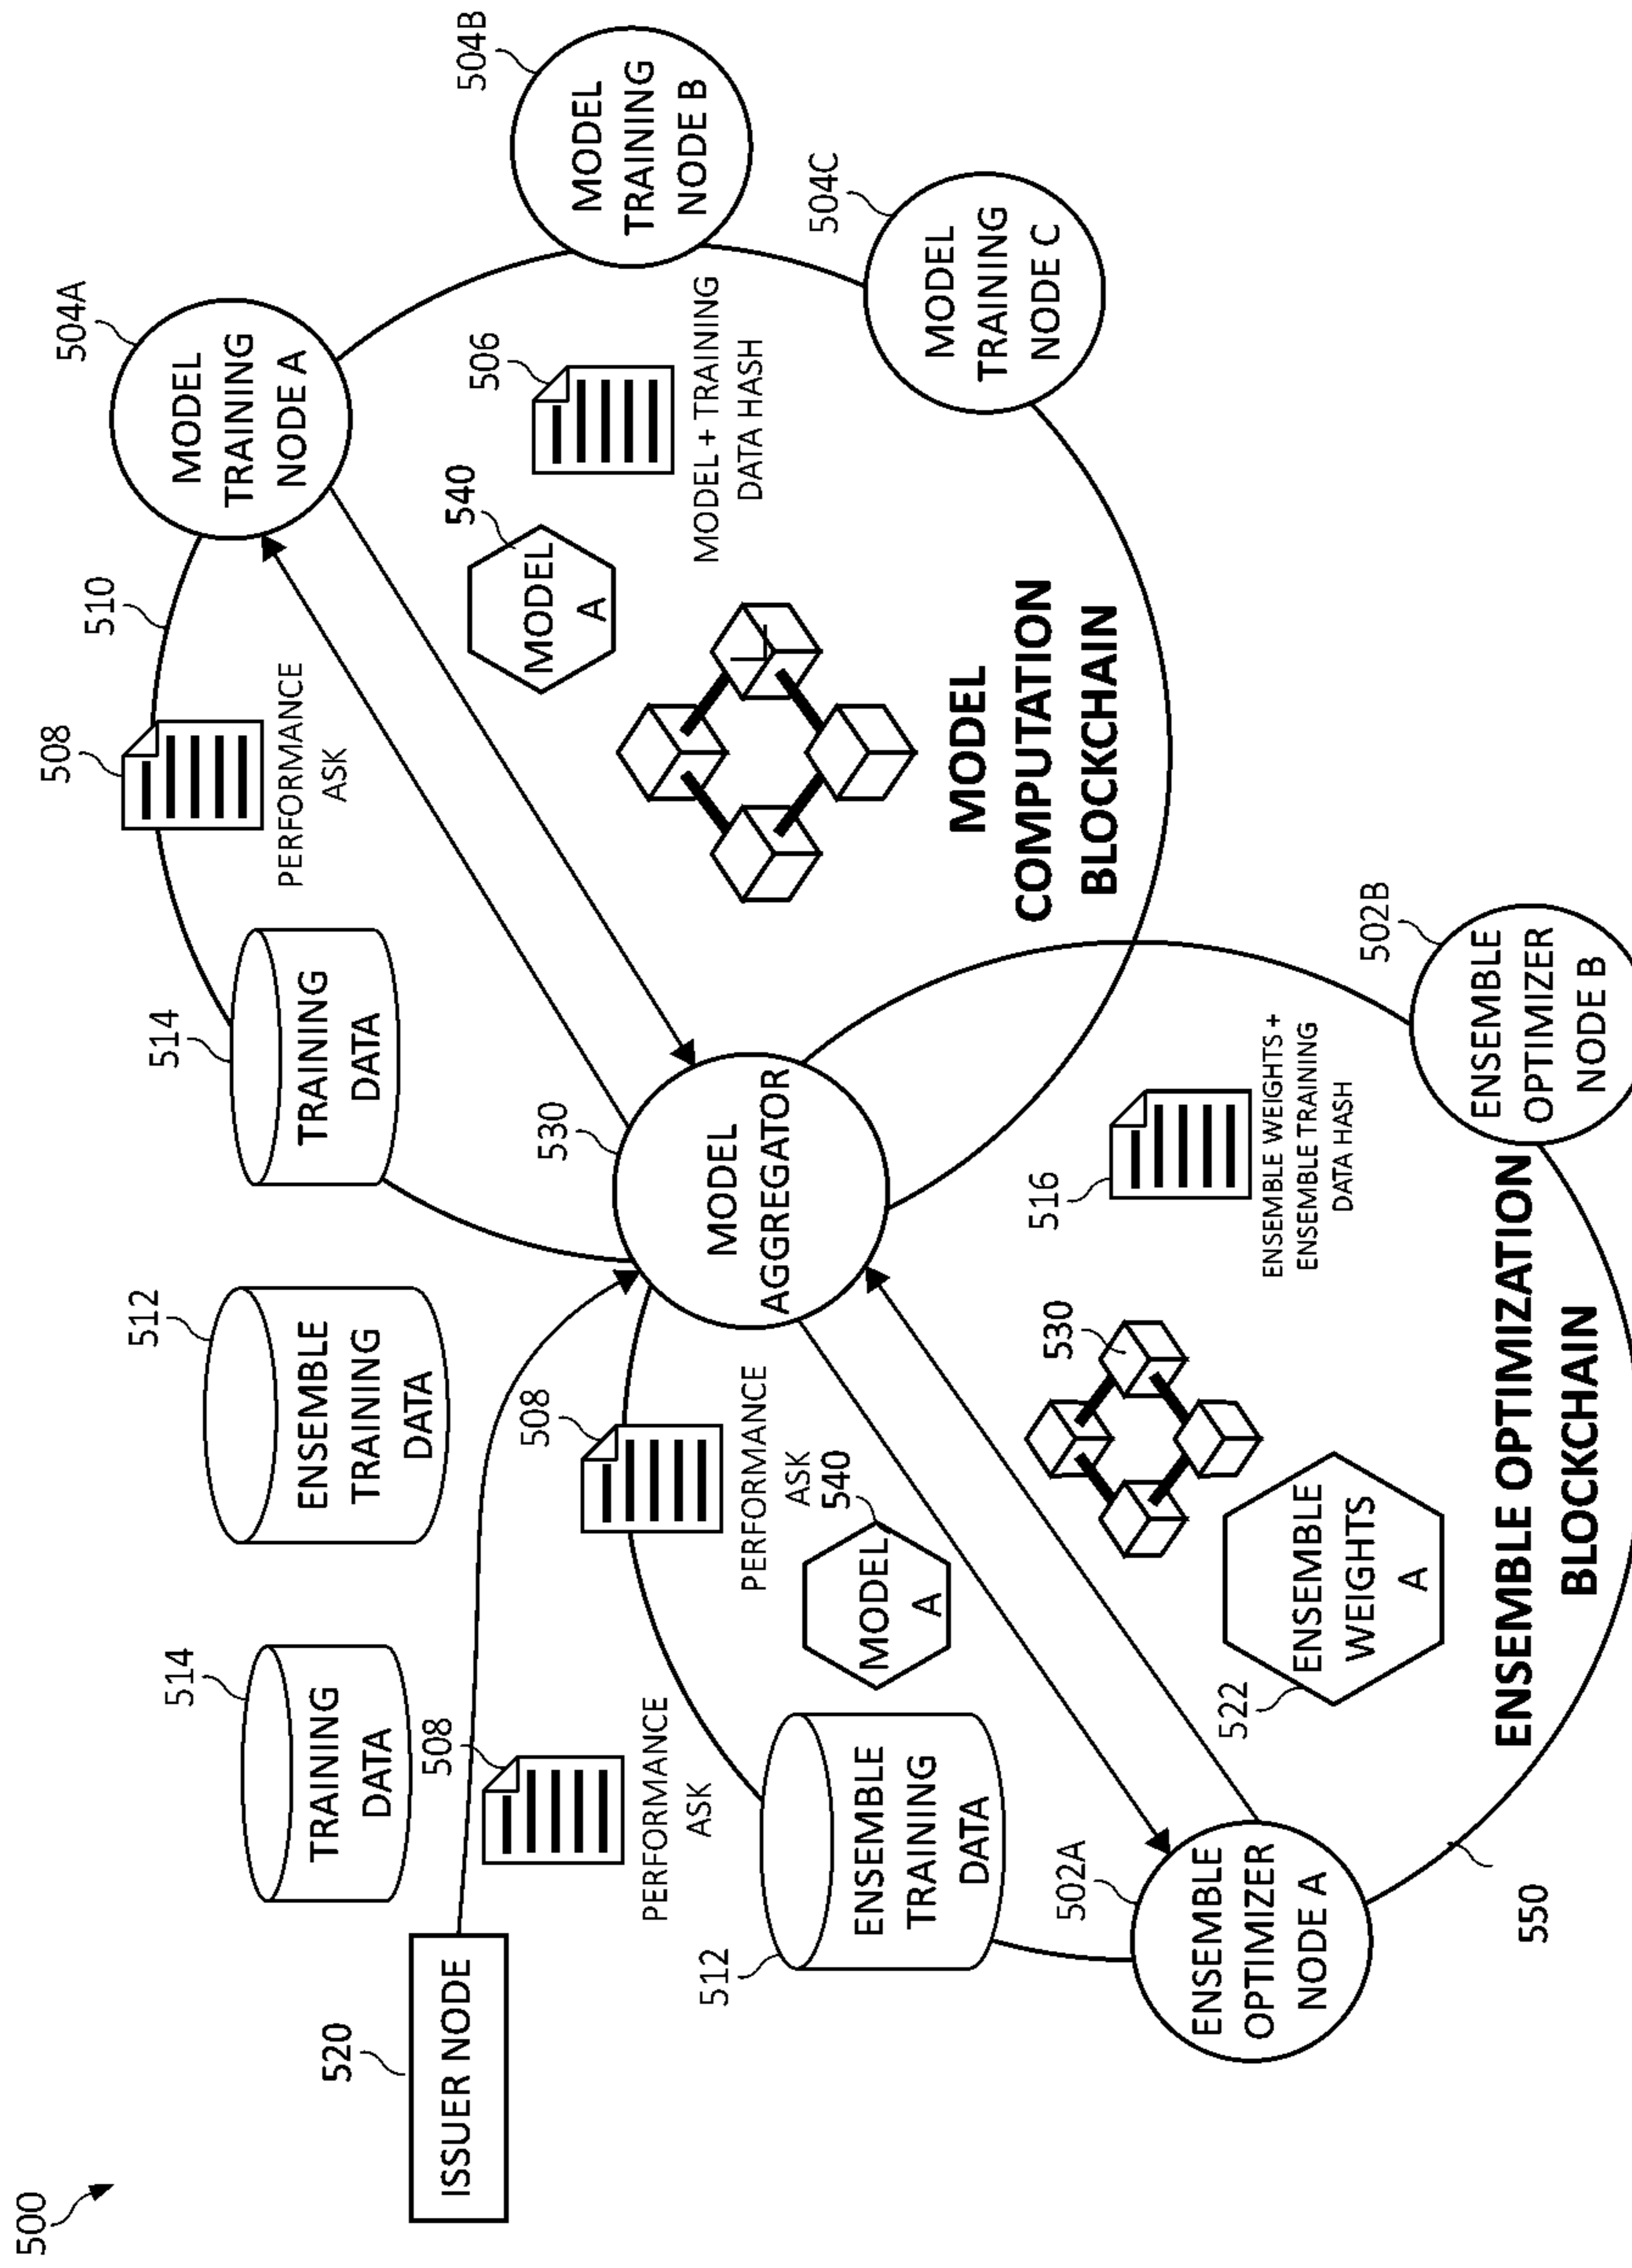 500
520
ISSUER NODE
514
TRAINING
DATA
512
ENSEMBLE
TRAINING
DATA
514
TRAINING
DATA
508
PERFORMANCE
ASK
510
504A
MODEL
TRAINING
NODE A
508
PERFORMANCE
ASK
508
PERFORMANCE
ASK
530
MODEL
AGGREGATOR
540
MODEL
A
506
MODEL + TRAINING
DATA HASH
504B
MODEL
TRAINING
NODE B
504C
MODEL
TRAINING
NODE C
MODEL
COMPUTATION
BLOCKCHAIN
512
ENSEMBLE
TRAINING
DATA
540
MODEL
A
502A
ENSEMBLE
OPTIMIZER
NODE A
530
516
ENSEMBLE WEIGHTS +
ENSEMBLE TRAINING
DATA HASH
522
ENSEMBLE
WEIGHTS
A
502B
ENSEMBLE
OPTIMIZER
NODE B
ENSEMBLE OPTIMIZATION
BLOCKCHAIN
550